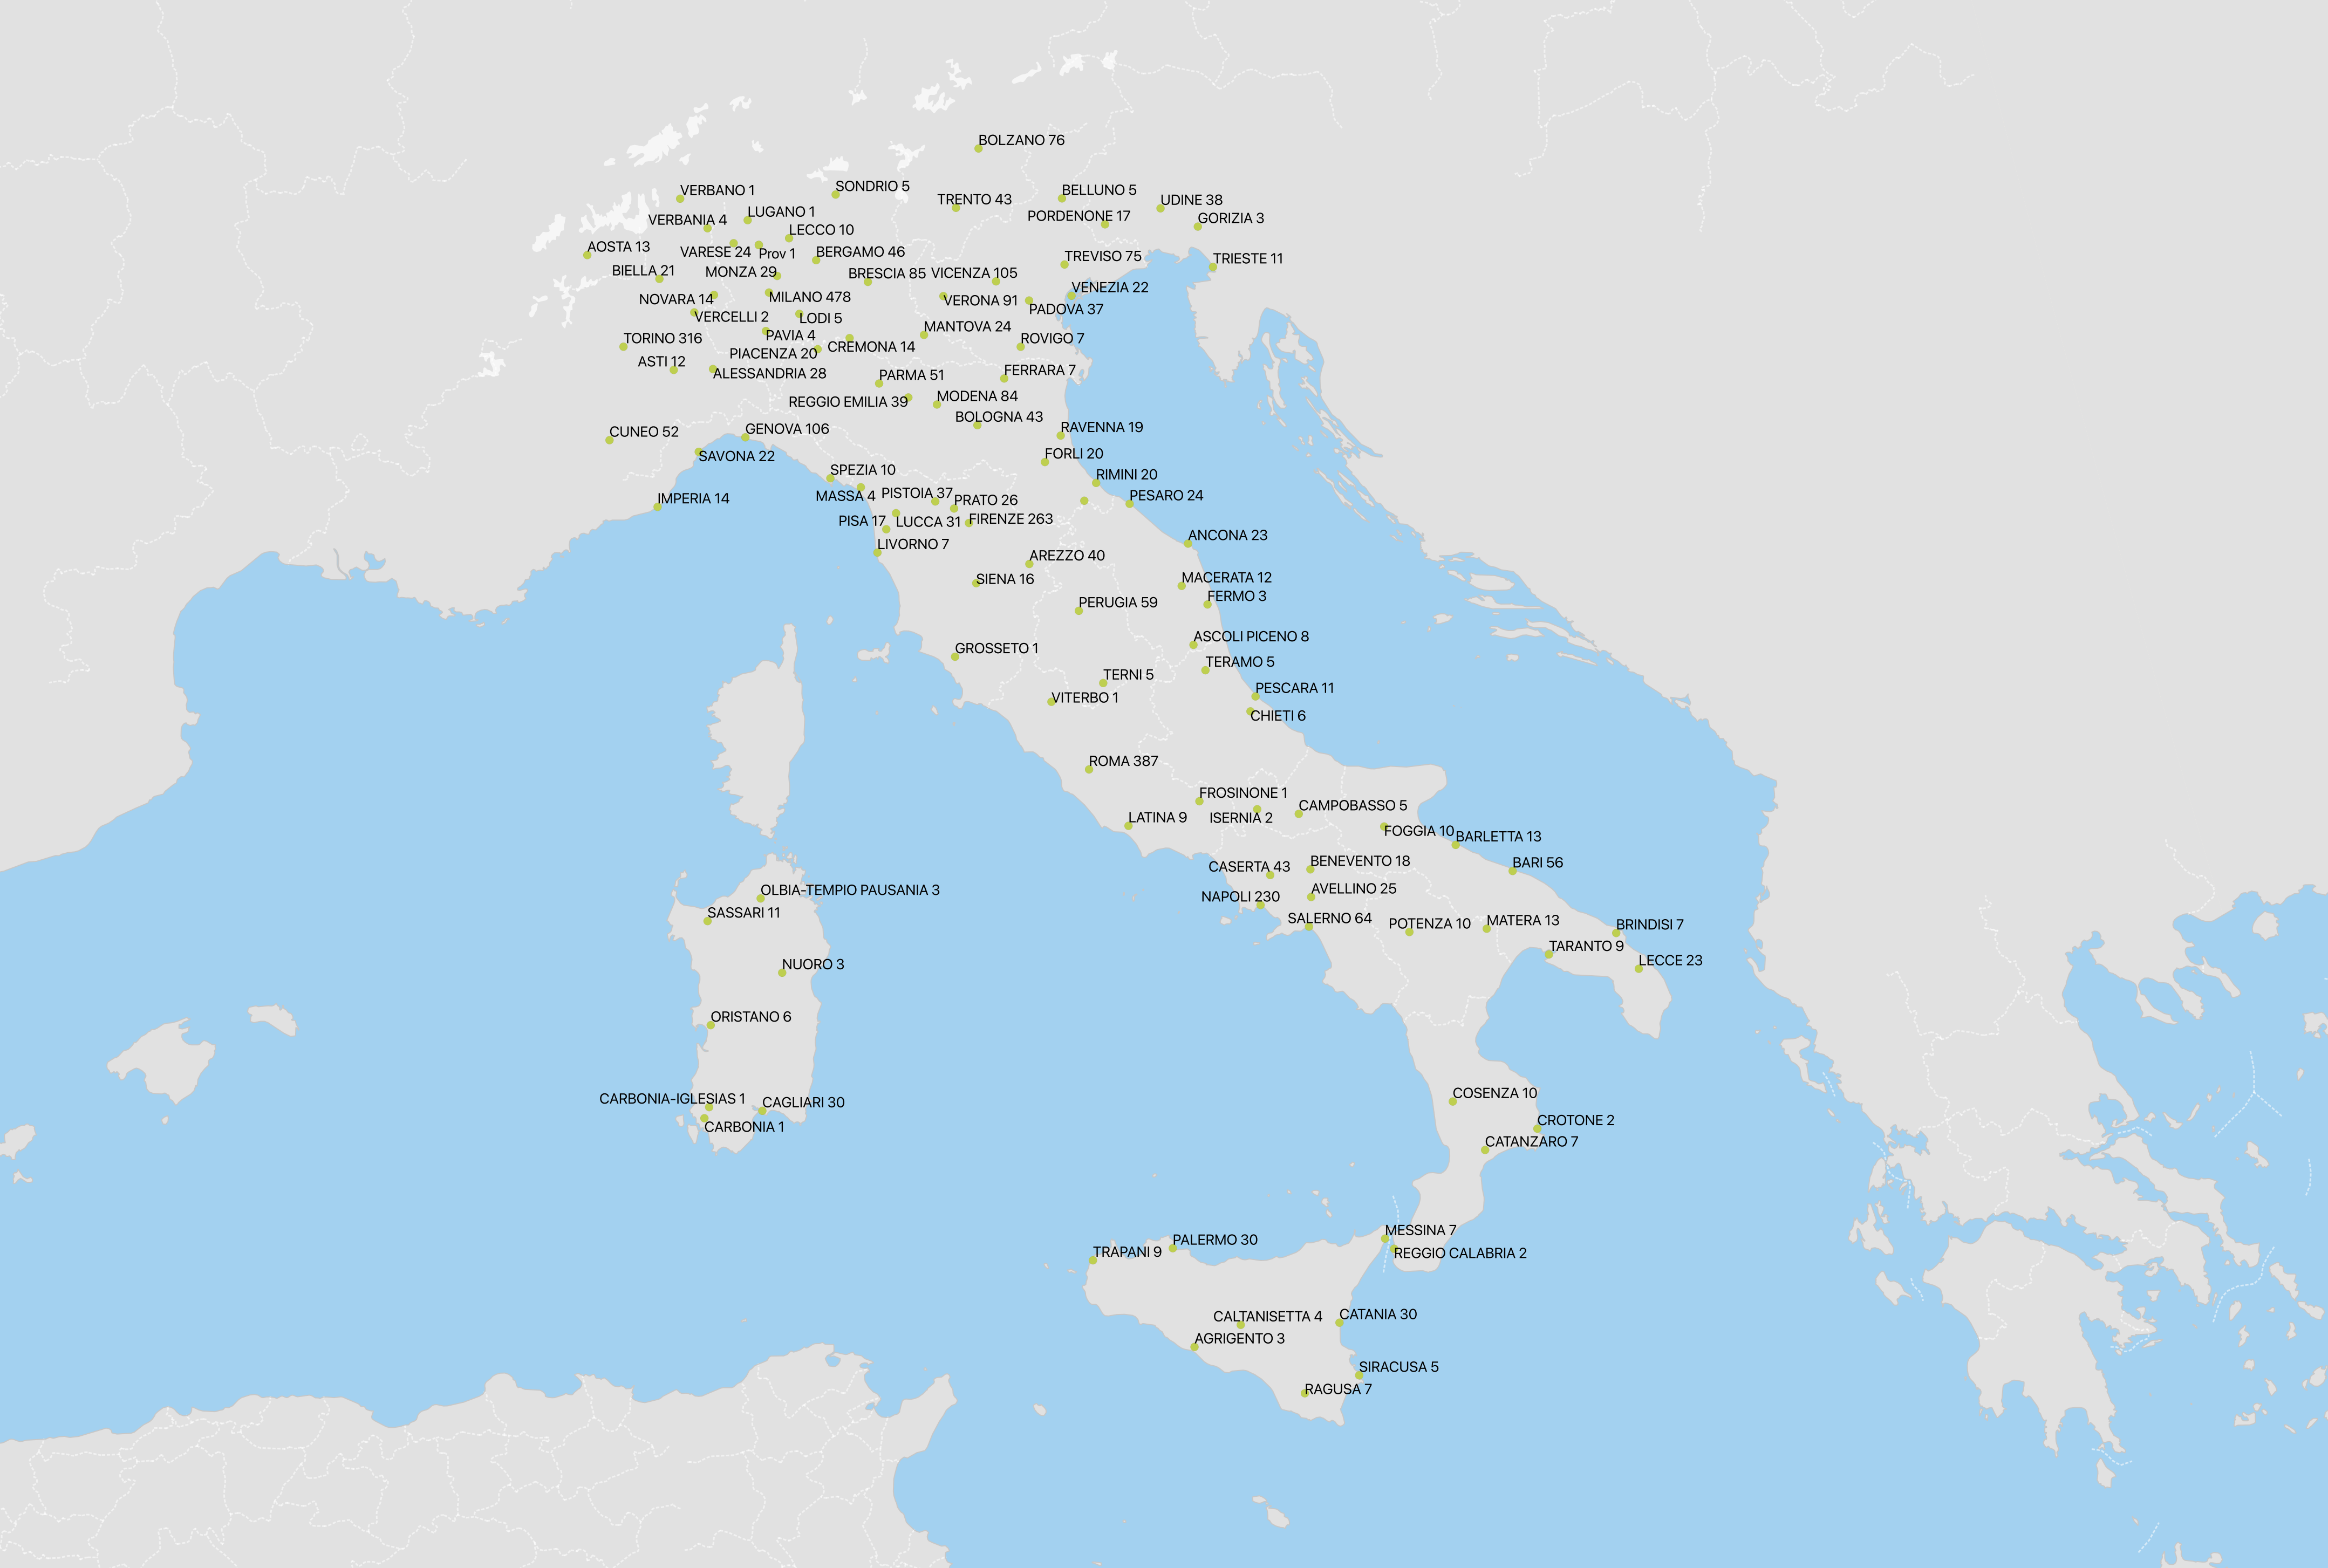 BOLZANO 76
SONDRIO 5
VERBANO 1
BELLUNO 5
TRENTO 43
UDINE 38
LUGANO 1
PORDENONE 17
GORIZIA 3
VERBANIA 4
LECCO 10
AOSTA 13
VARESE 24
Prov 1
BERGAMO 46
TREVISO 75
TRIESTE 11
BIELLA 21
MONZA 29
BRESCIA 85
VICENZA 105
VENEZIA 22
NOVARA 14
MILANO 478
VERONA 91
PADOVA 37
VERCELLI 2
LODI 5
MANTOVA 24
TORINO 316
PAVIA 4
ROVIGO 7
CREMONA 14
PIACENZA 20
ASTI 12
ALESSANDRIA 28
PARMA 51
FERRARA 7
REGGIO EMILIA 39
MODENA 84
BOLOGNA 43
CUNEO 52
GENOVA 106
RAVENNA 19
SAVONA 22
FORLI 20
SPEZIA 10
RIMINI 20
IMPERIA 14
MASSA 4
PISTOIA 37
PRATO 26
PESARO 24
PISA 17
LUCCA 31
FIRENZE 263
LIVORNO 7
ANCONA 23
AREZZO 40
SIENA 16
MACERATA 12
FERMO 3
PERUGIA 59
ASCOLI PICENO 8
GROSSETO 1
TERAMO 5
TERNI 5
PESCARA 11
VITERBO 1
CHIETI 6
ROMA 387
FROSINONE 1
CAMPOBASSO 5
LATINA 9
ISERNIA 2
FOGGIA 10
BARLETTA 13
CASERTA 43
BENEVENTO 18
BARI 56
OLBIA-TEMPIO PAUSANIA 3
NAPOLI 230
AVELLINO 25
SASSARI 11
SALERNO 64
POTENZA 10
MATERA 13
BRINDISI 7
TARANTO 9
LECCE 23
NUORO 3
ORISTANO 6
CARBONIA-IGLESIAS 1
CAGLIARI 30
CARBONIA 1
COSENZA 10
CROTONE 2
CATANZARO 7
MESSINA 7
PALERMO 30
REGGIO CALABRIA 2
TRAPANI 9
CALTANISETTA 4
CATANIA 30
AGRIGENTO 3
SIRACUSA 5
RAGUSA 7